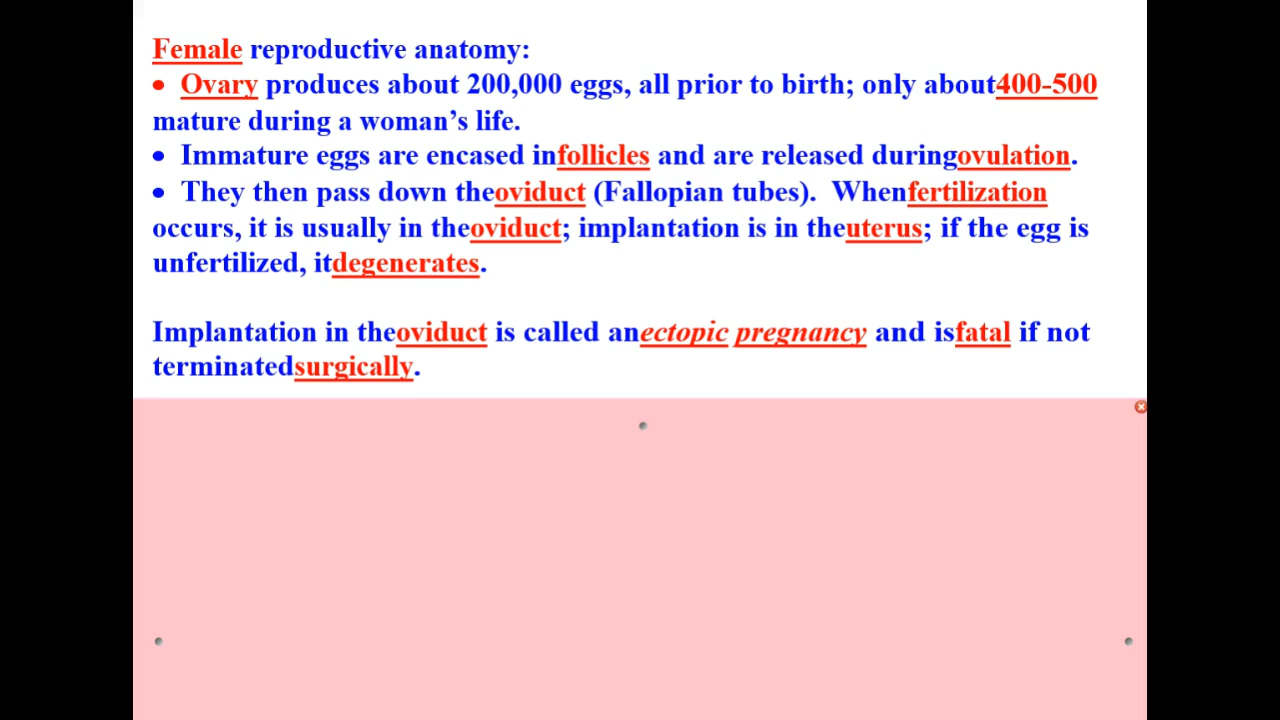 Female reproductive anatomy:
• Ovary produces about 200,000 eggs, all prior to birth; only about400-500
mature during a woman’s life.
• Immature eggs are encased infollicles and are released duringovulation.
• They then pass down theoviduct (Fallopian tubes).  Whenfertilization
occurs, it is usually in theoviduct; implantation is in theuterus; if the egg is
unfertilized, itdegenerates.
Implantation in theoviduct is called anectopic pregnancy and isfatal if not
terminatedsurgically.